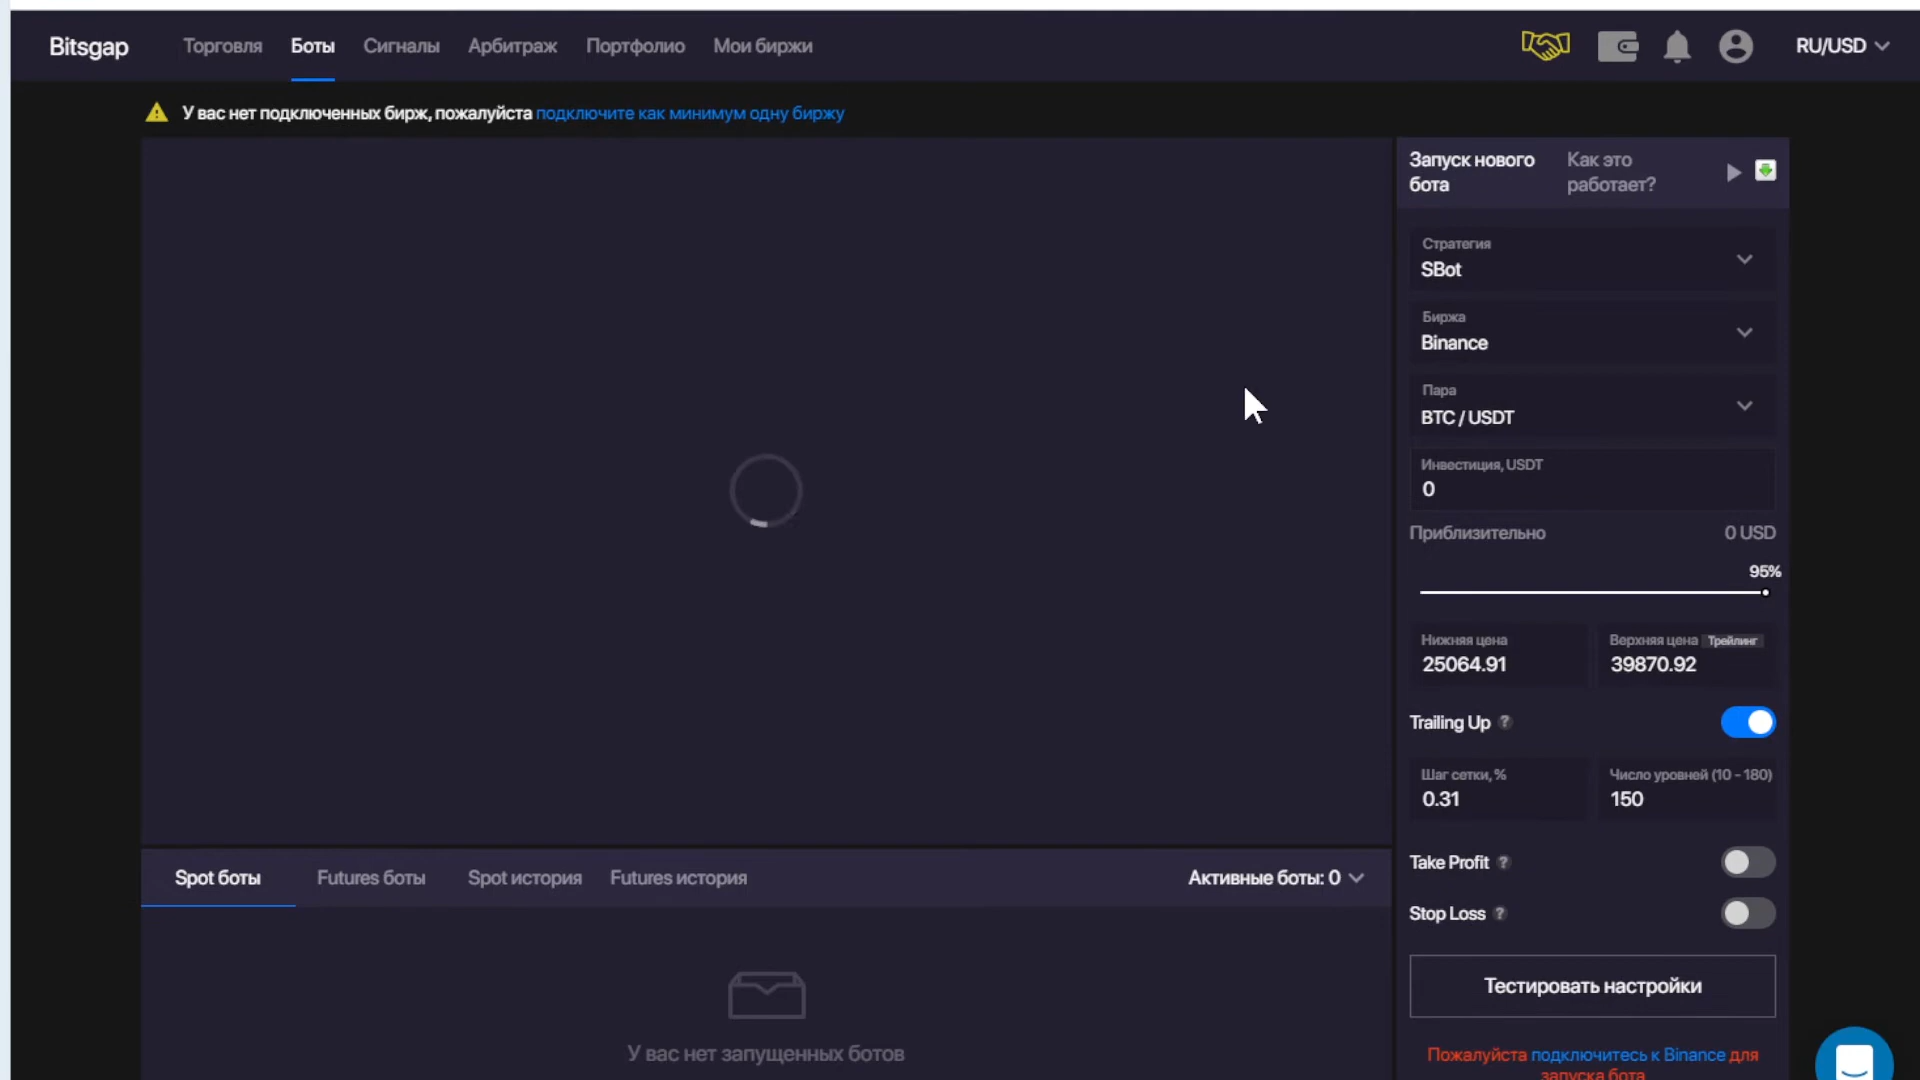 Bitsgap
Торговля
Боты
Сигналы
Арбитраж
Портфолио
Мои биржи
RU/USD
У вас нет подключенных бирж, пожалуйста подключите как минимум одну биржу
Запуск нового
бота
Как это
работает?
Стратегия
SBot
Биржа
Binance
Пара
BTC / USDT
Инвестиция, USDT
0
Приблизительно
0 USD
95%
Нижняя цена
25064.91
Верхняя цена Трейлинг
39870.92
Trailing Up ?
Шаг сетки, %
0.31
Число уровней (10 - 180)
150
Take Profit ?
Stop Loss ?
Тестировать настройки
Пожалуйста подключитесь к Binance для
запуска бота
Spot боты
Futures боты
Spot история
Futures история
Активные боты: 0
У вас нет запущенных ботов